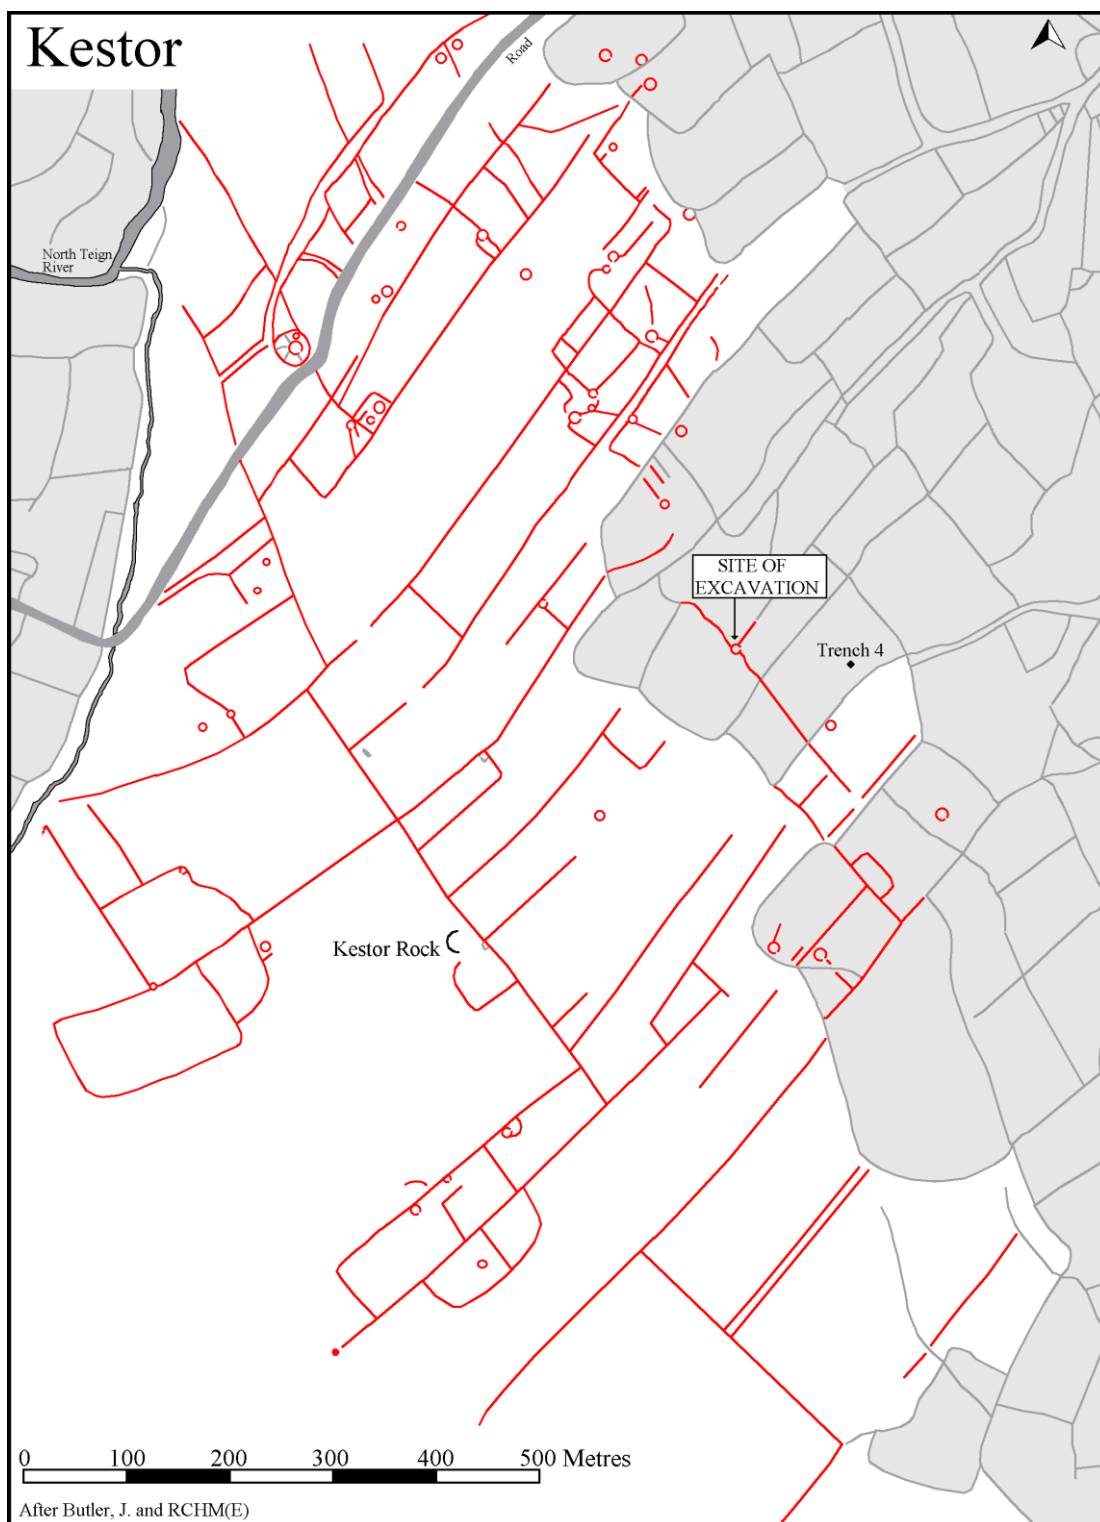 Kestor
Road
North Teign
River
SITE OF
EXCAVATION
Trench 4
Kestor Rock
0 100 200 300 400 500 Metres
After Butler, J. and RCHM(E)